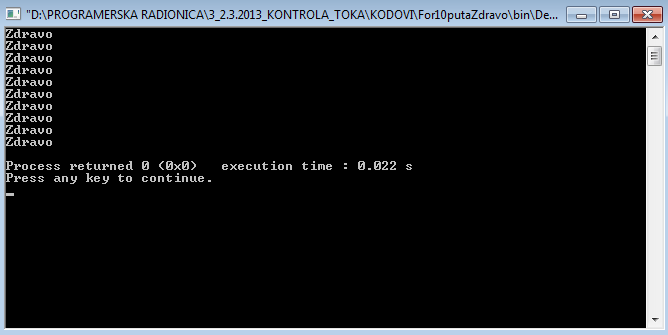 "D:\PROGRAMERSKA RADIONICA\3_2.3.2013_KONTROLA_TOKA\KODOVI\For10putaZdravo\bin\De...
Zdravo
Zdravo
Zdravo
Zdravo
Zdravo
Zdravo
Zdravo
Zdravo
Zdravo
Zdravo
Process returned 0 (0x0)   execution time : 0.022 s
Press any key to continue.